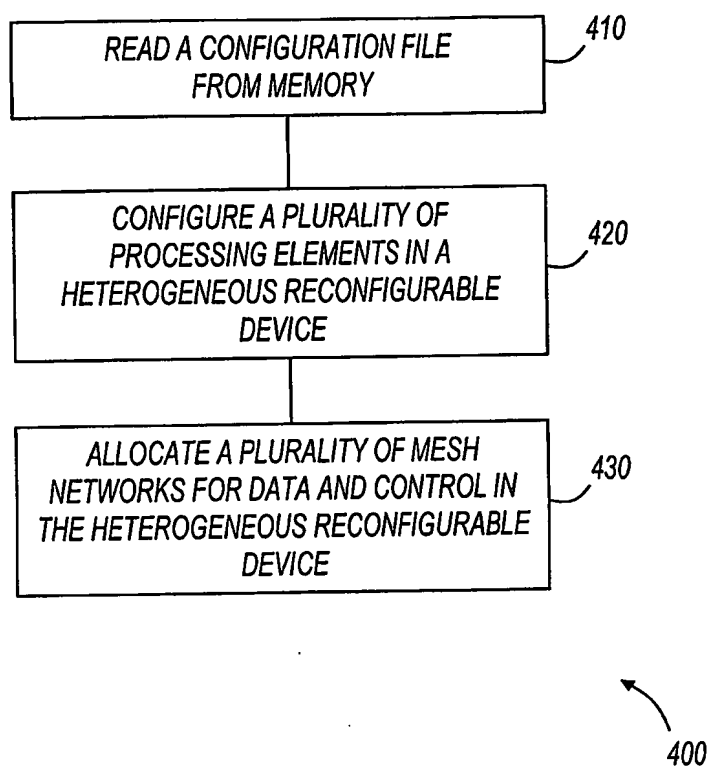 READ A CONFIGURATION FILE
FROM MEMORY
410
CONFIGURE A PLURALITY OF
PROCESSING ELEMENTS IN A
HETEROGENEOUS RECONFIGURABLE
DEVICE
420
ALLOCATE A PLURALITY OF MESH
NETWORKS FOR DATA AND CONTROL IN
THE HETEROGENEOUS RECONFIGURABLE
DEVICE
430
400